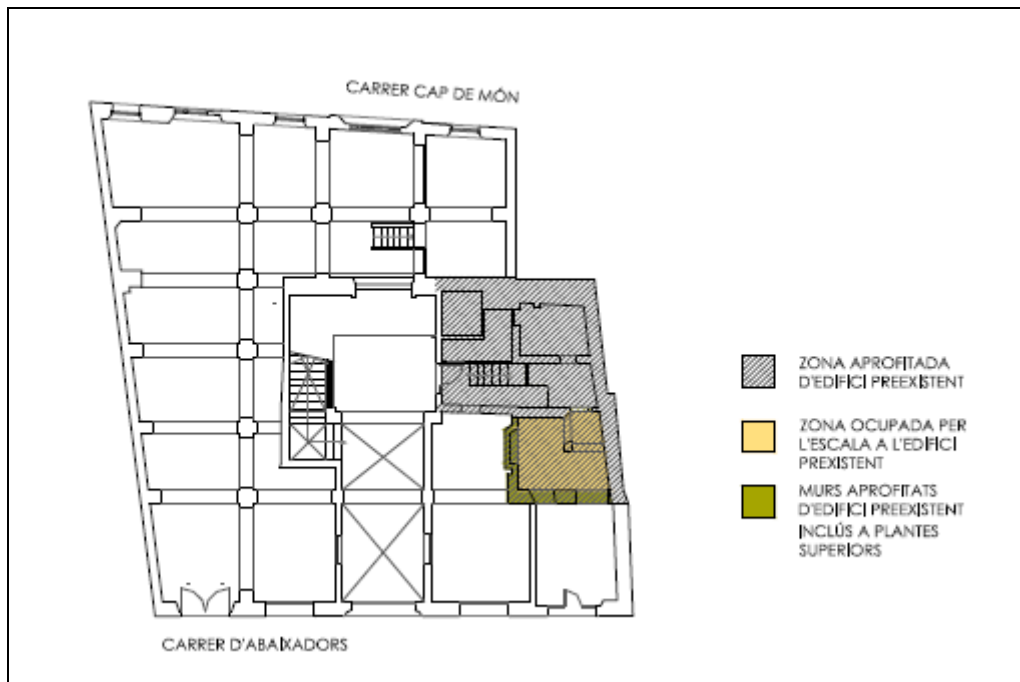 CARRER CAP DE MÓN
ZONA APROFITADA
D'EDIFICI PREEXISTENT
ZONA OCUPADA PER
L'ESCALA A L'EDIFICI
PREXISTENT
MURS APROFITATS
D'EDIFICI PREEXISTENT
INCLÚS A PLANTES
SUPERIORS
CARRER D'ABAIXADORS